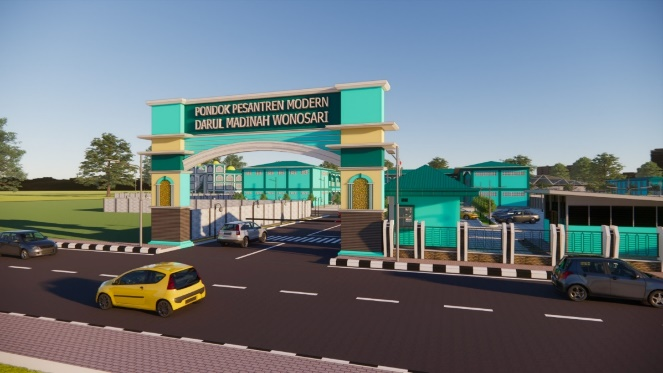 PONDOK PESANTREN MODERN
DARUL MADINAH WONOSARI